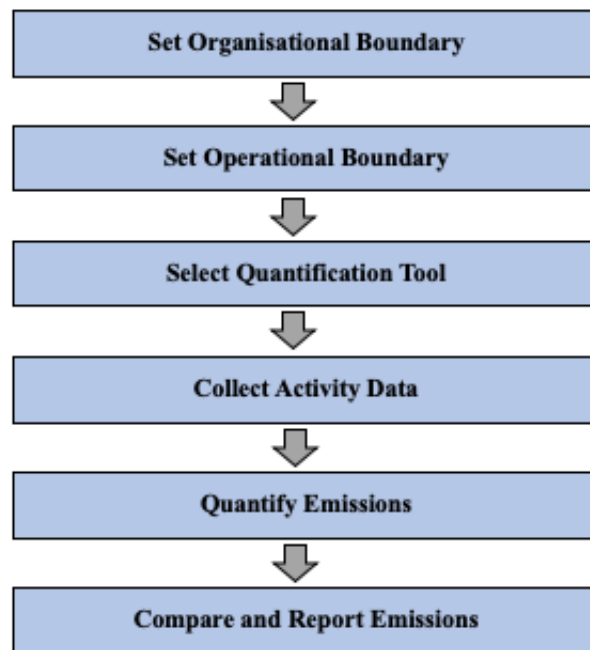 Set Organisational Boundary
Set Operational Boundary
Select Quantification Tool
Collect Activity Data
Quantify Emissions
Compare and Report Emissions